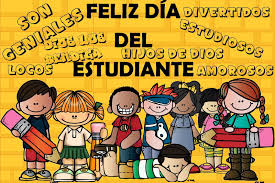 FELIZ DÍA
DEL
ESTUDIANTE
SON
GENIALES
LOCOS
DIVERTIDOS
ESTUDIOSOS
HIJOS DE DIOS
AMOROSOS